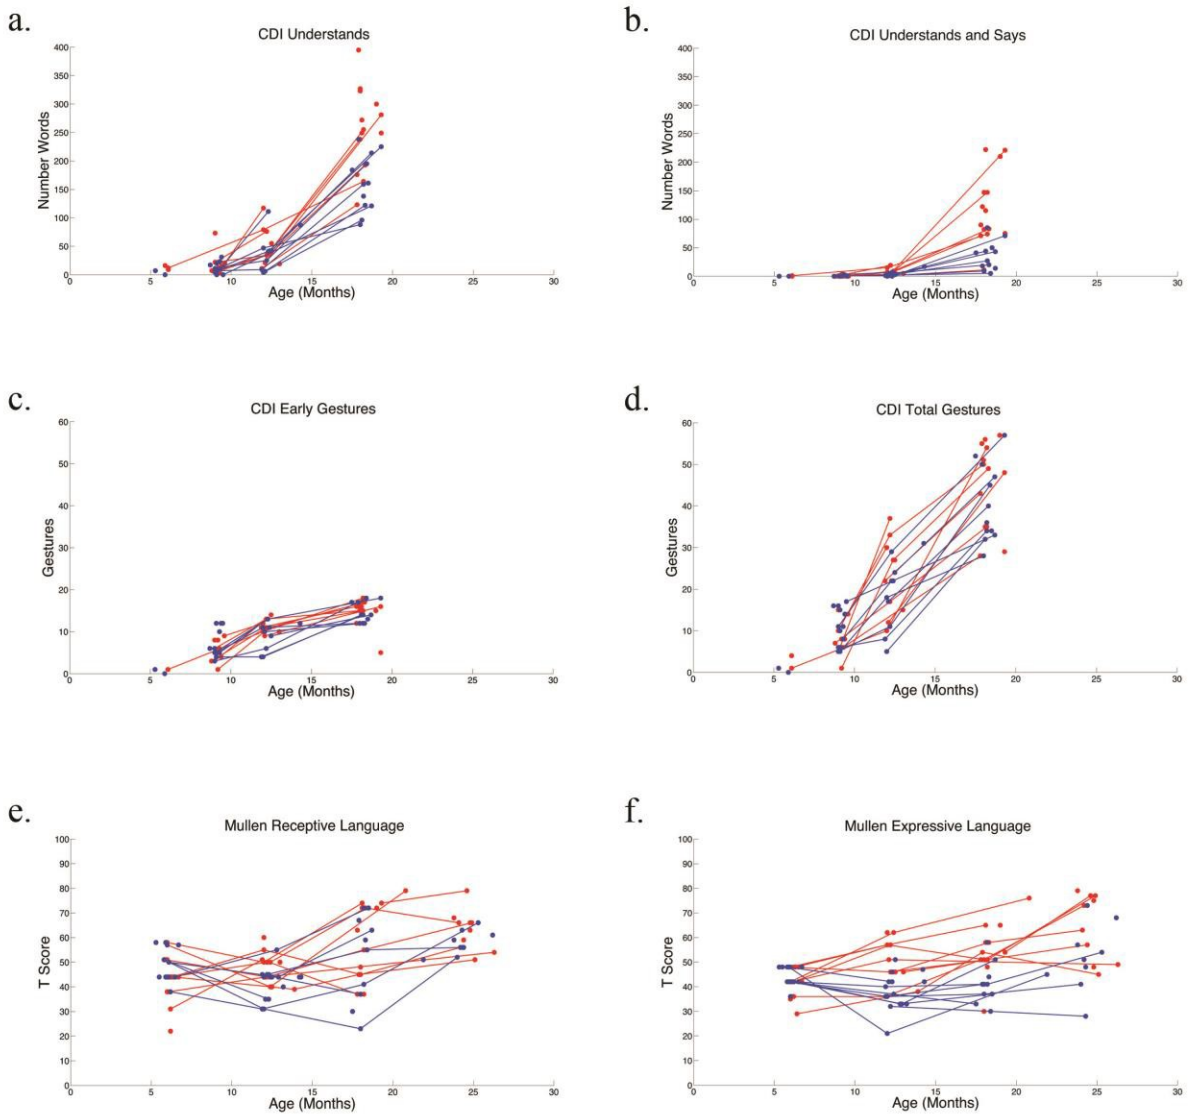 a.
CDI Understands
Number Words
400
350
300
250
200
150
100
50
0
0 5 10 15 20 25 30
Age (Months)
b.
CDI Understands and Says
Number Words
400
350
300
250
200
150
100
50
0
0 5 10 15 20 25 30
Age (Months)
c.
CDI Early Gestures
Gestures
60
50
40
30
20
10
0
0 5 10 15 20 25 30
Age (Months)
d.
CDI Total Gestures
Gestures
60
50
40
30
20
10
0
0 5 10 15 20 25 30
Age (Months)
e.
Mullen Receptive Language
T Score
100
90
80
70
60
50
40
30
20
10
0
0 5 10 15 20 25 30
Age (Months)
f.
Mullen Expressive Language
T Score
100
90
80
70
60
50
40
30
20
10
0
0 5 10 15 20 25 30
Age (Months)